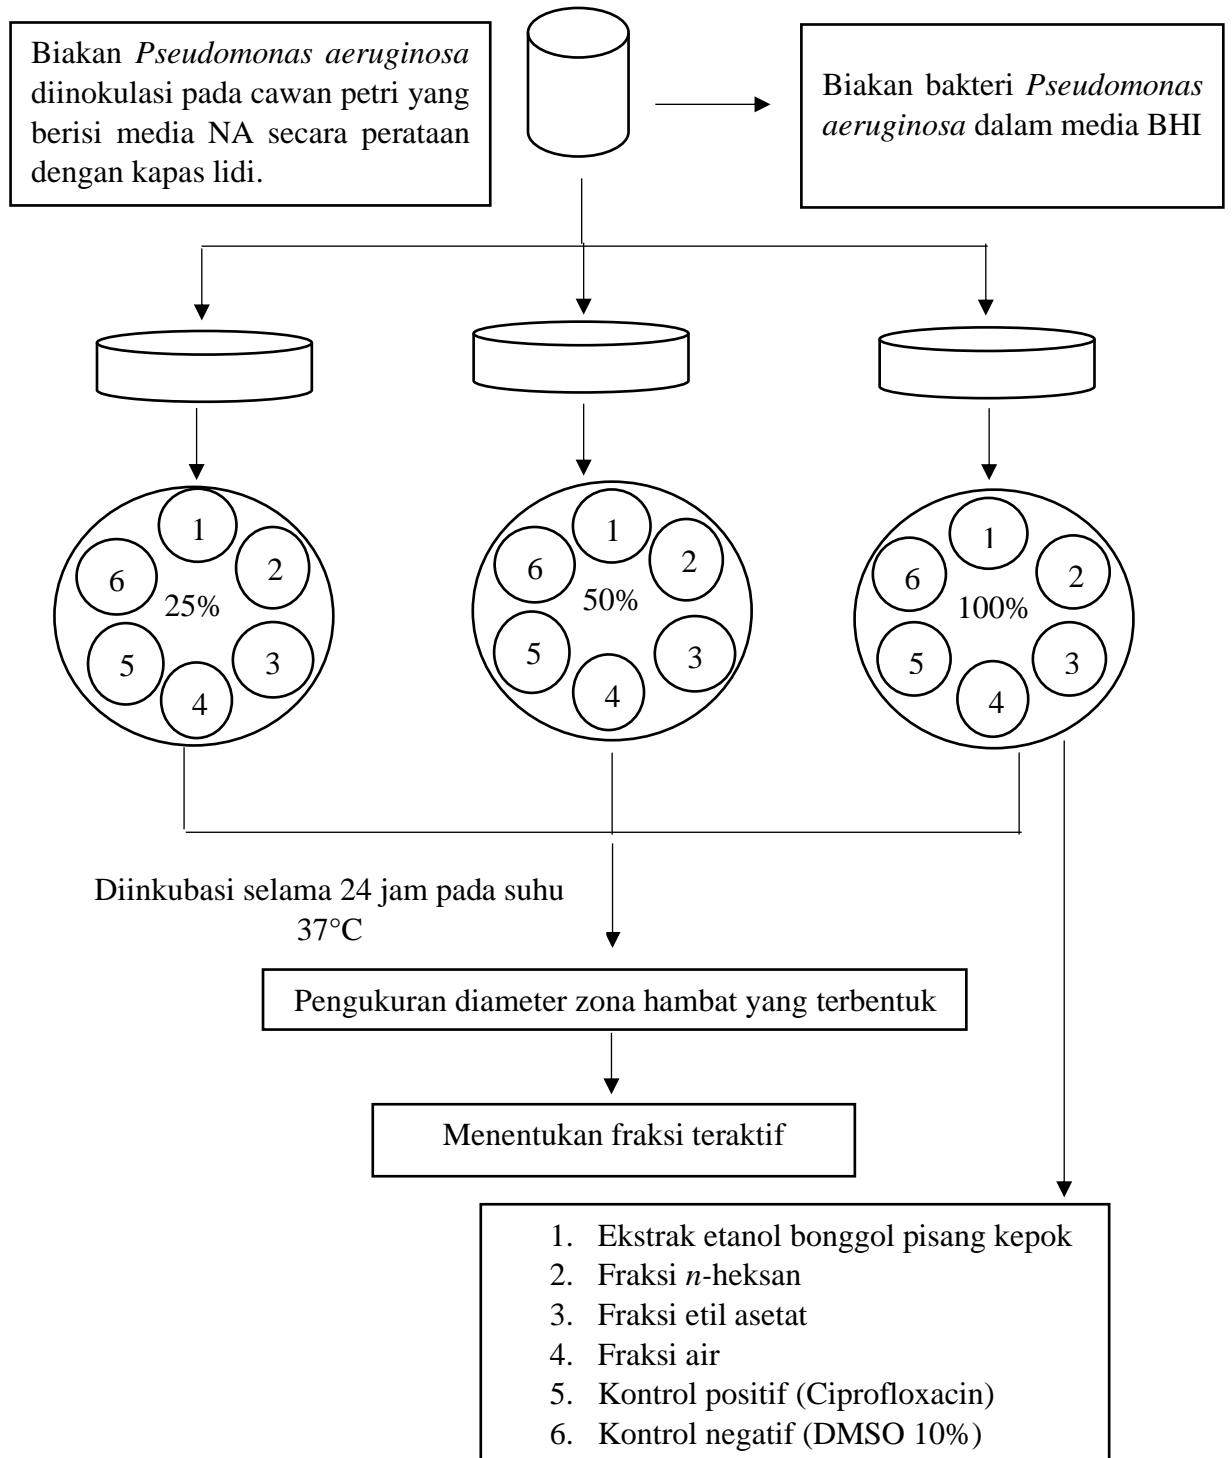 Biakan Pseudomonas aeruginosa
diinokulasi pada cawan petri yang
berisi media NA secara perataan
dengan kapas lidi.
Biakan bakteri Pseudomonas
aeruginosa dalam media BHI
1
2
3
4
5
6
25%
1
2
3
4
5
6
50%
1
2
3
4
5
6
100%
Diinkubasi selama 24 jam pada suhu
37°C
Pengukuran diameter zona hambat yang terbentuk
Menentukan fraksi teraktif
1. Ekstrak etanol bonggol pisang kepok
2. Fraksi n-heksan
3. Fraksi etil asetat
4. Fraksi air
5. Kontrol positif (Ciprofloxacin)
6. Kontrol negatif (DMSO 10%)